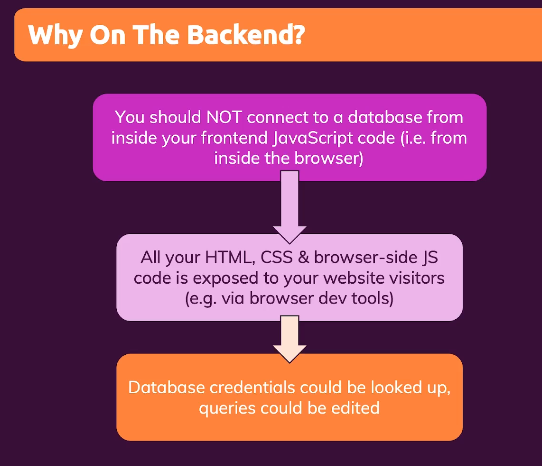 Why On The Backend?
You should NOT connect to a database from
inside your frontend JavaScript code (i.e. from
inside the browser)
All your HTML, CSS & browser-side JS
code is exposed to your website visitors
(e.g. via browser dev tools)
Database credentials could be looked up,
queries could be edited